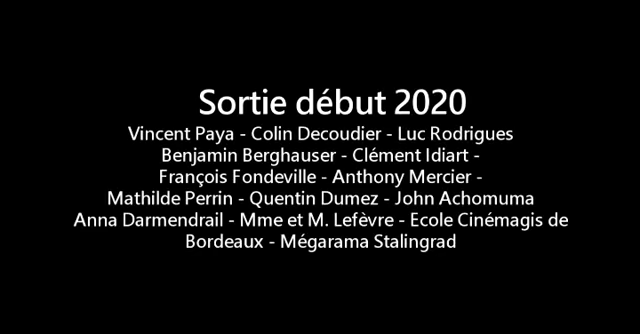 Sortie début 2020
Vincent Paya - Colin Decoudier - Luc Rodrigues
Benjamin Berghauser - Clément Idiart -
François Fondeville - Anthony Mercier -
Mathilde Perrin - Quentin Dumez - John Achomuma
Anna Darmendrail - Mme et M. Lefèvre - Ecole Cinémagis de
Bordeaux - Mégarama Stalingrad